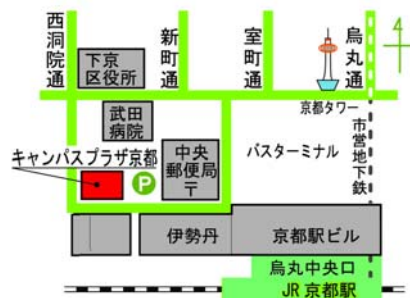 西洞院通
新町通
室町通
烏丸通
下京
区役所
京都タワー
武田
病院
キャンパスプラザ京都
P
中央
郵便局
〒
バスターミナル
市営地下鉄
伊勢丹
京都駅ビル
烏丸中央口
JR 京都駅